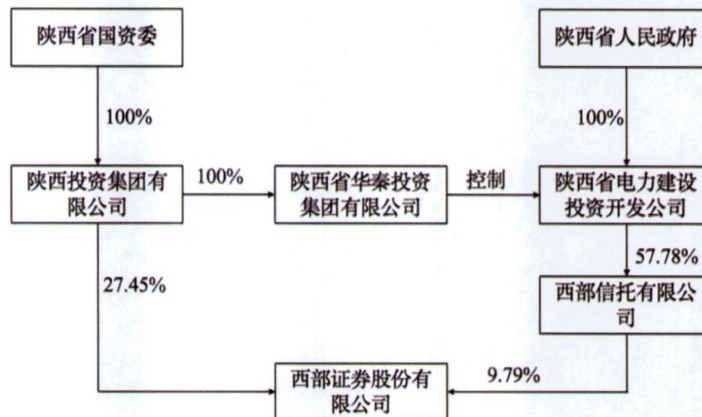 陕西省国资委
陕西省人民政府
100%
100%
陕西投资集团有
限公司
100%
陕西省华秦投资
集团有限公司
控制
陕西省电力建设
投资开发公司
57.78%
27.45%
西部信托有限公
司
西部证券股份有
限公司
9.79%